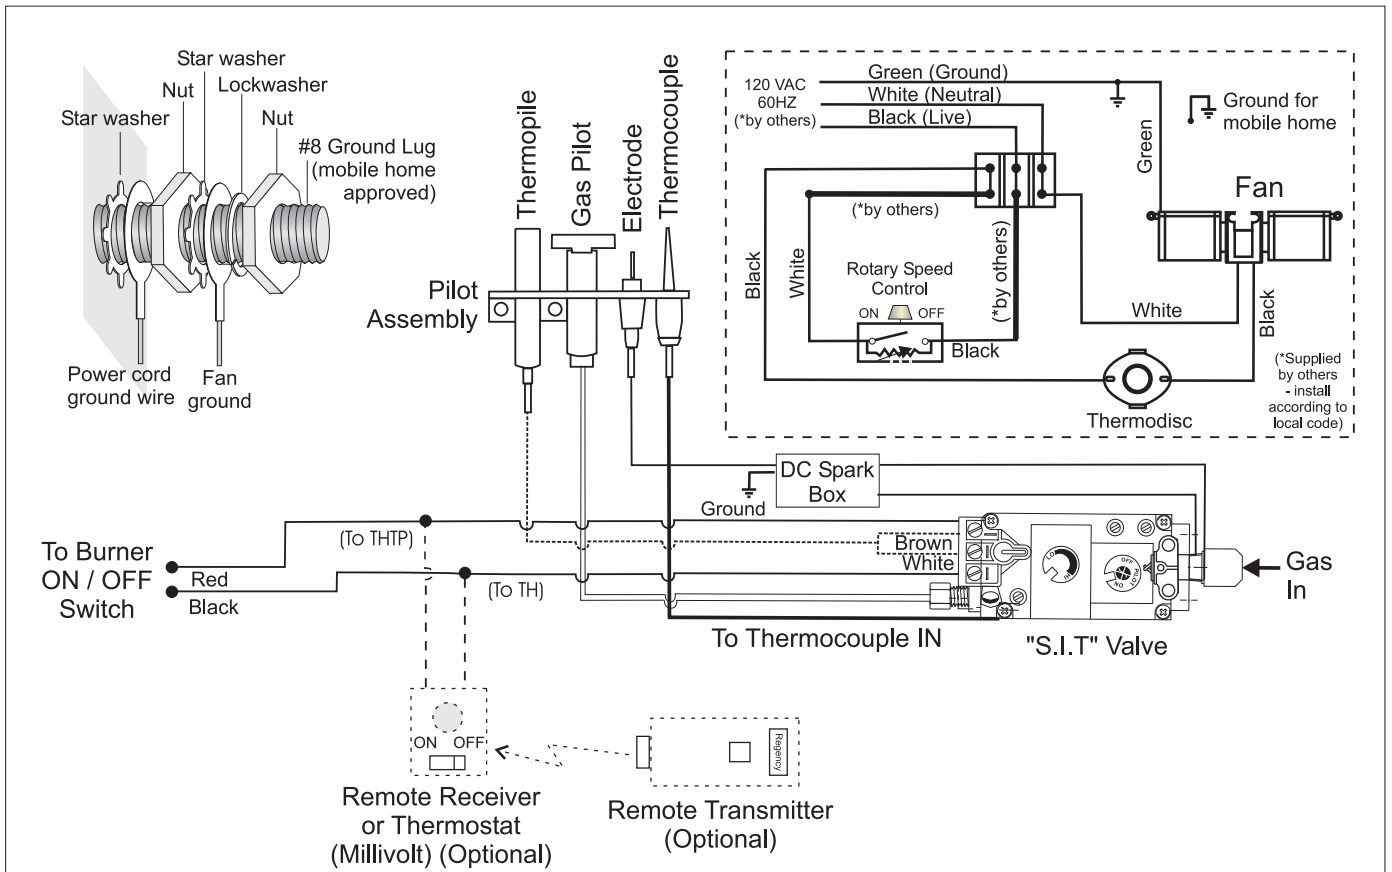 Star washer
Nut
Lockwasher
Star washer
Nut
#8 Ground Lug
(mobile home
approved)
Power cord
ground wire
Fan
ground
Thermopile
Gas Pilot
Electrode
Thermocouple
Pilot
Assembly
120 VAC
60HZ
(*by others)
Green (Ground)
White (Neutral)
Black (Live)
Green
Ground for
mobile home
Fan
(*by others)
Black
White
Rotary Speed
Control
ON
OFF
Black
(*by others)
White
Black
Thermodisc
(*Supplied
by others
- install
according to
local code)
DC Spark
Box
Ground
(To THTP)
To Burner
ON / OFF
Switch
Red
Black
(To TH)
Brown
White
LO
HI
OFF
PILOT
ON
Gas
In
To Thermocouple IN
"S.I.T" Valve
ON
OFF
Regency
Remote Receiver
or Thermostat
(Millivolt) (Optional)
Remote Transmitter
(Optional)